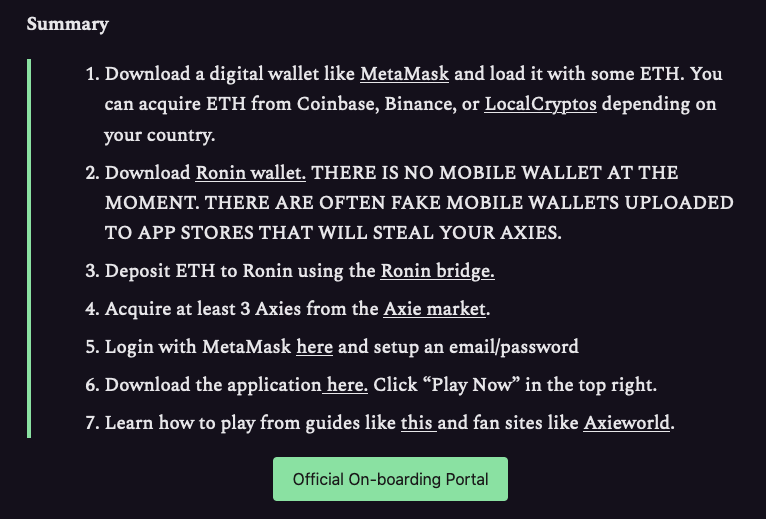 Summary
1. Download a digital wallet like MetaMask and load it with some ETH. You
can acquire ETH from Coinbase, Binance, or LocalCryptos depending on
your country.
2. Download Ronin wallet. THERE IS NO MOBILE WALLET AT THE
MOMENT. THERE ARE OFTEN FAKE MOBILE WALLETS UPLOADED
TO APP STORES THAT WILL STEAL YOUR AXIES.
3. Deposit ETH to Ronin using the Ronin bridge.
4. Acquire at least 3 Axies from the Axie market.
5. Login with MetaMask here and setup an email/password
6. Download the application here. Click “Play Now” in the top right.
7. Learn how to play from guides like this and fan sites like Axieworld.
Official On-boarding Portal